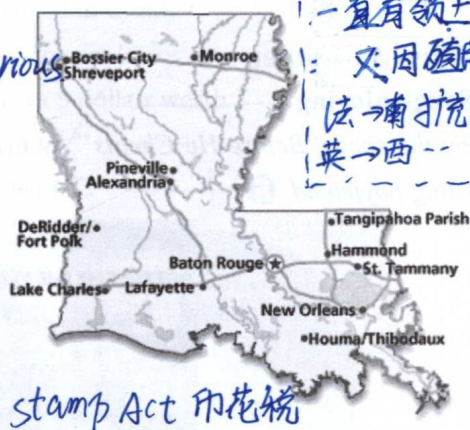 一直有领土
rious
Bossier City
Monroe
Shreveport
又因
法→南扩
英→西…
Pineville
Alexandria
DeRidder/
Fort Polk
Tangipahoa Parish
Hammond
Baton Rouge
St. Tammany
Lake Charles
Lafayette
New Orleans
Houma/Thibodaux
Stamp Act 印花税